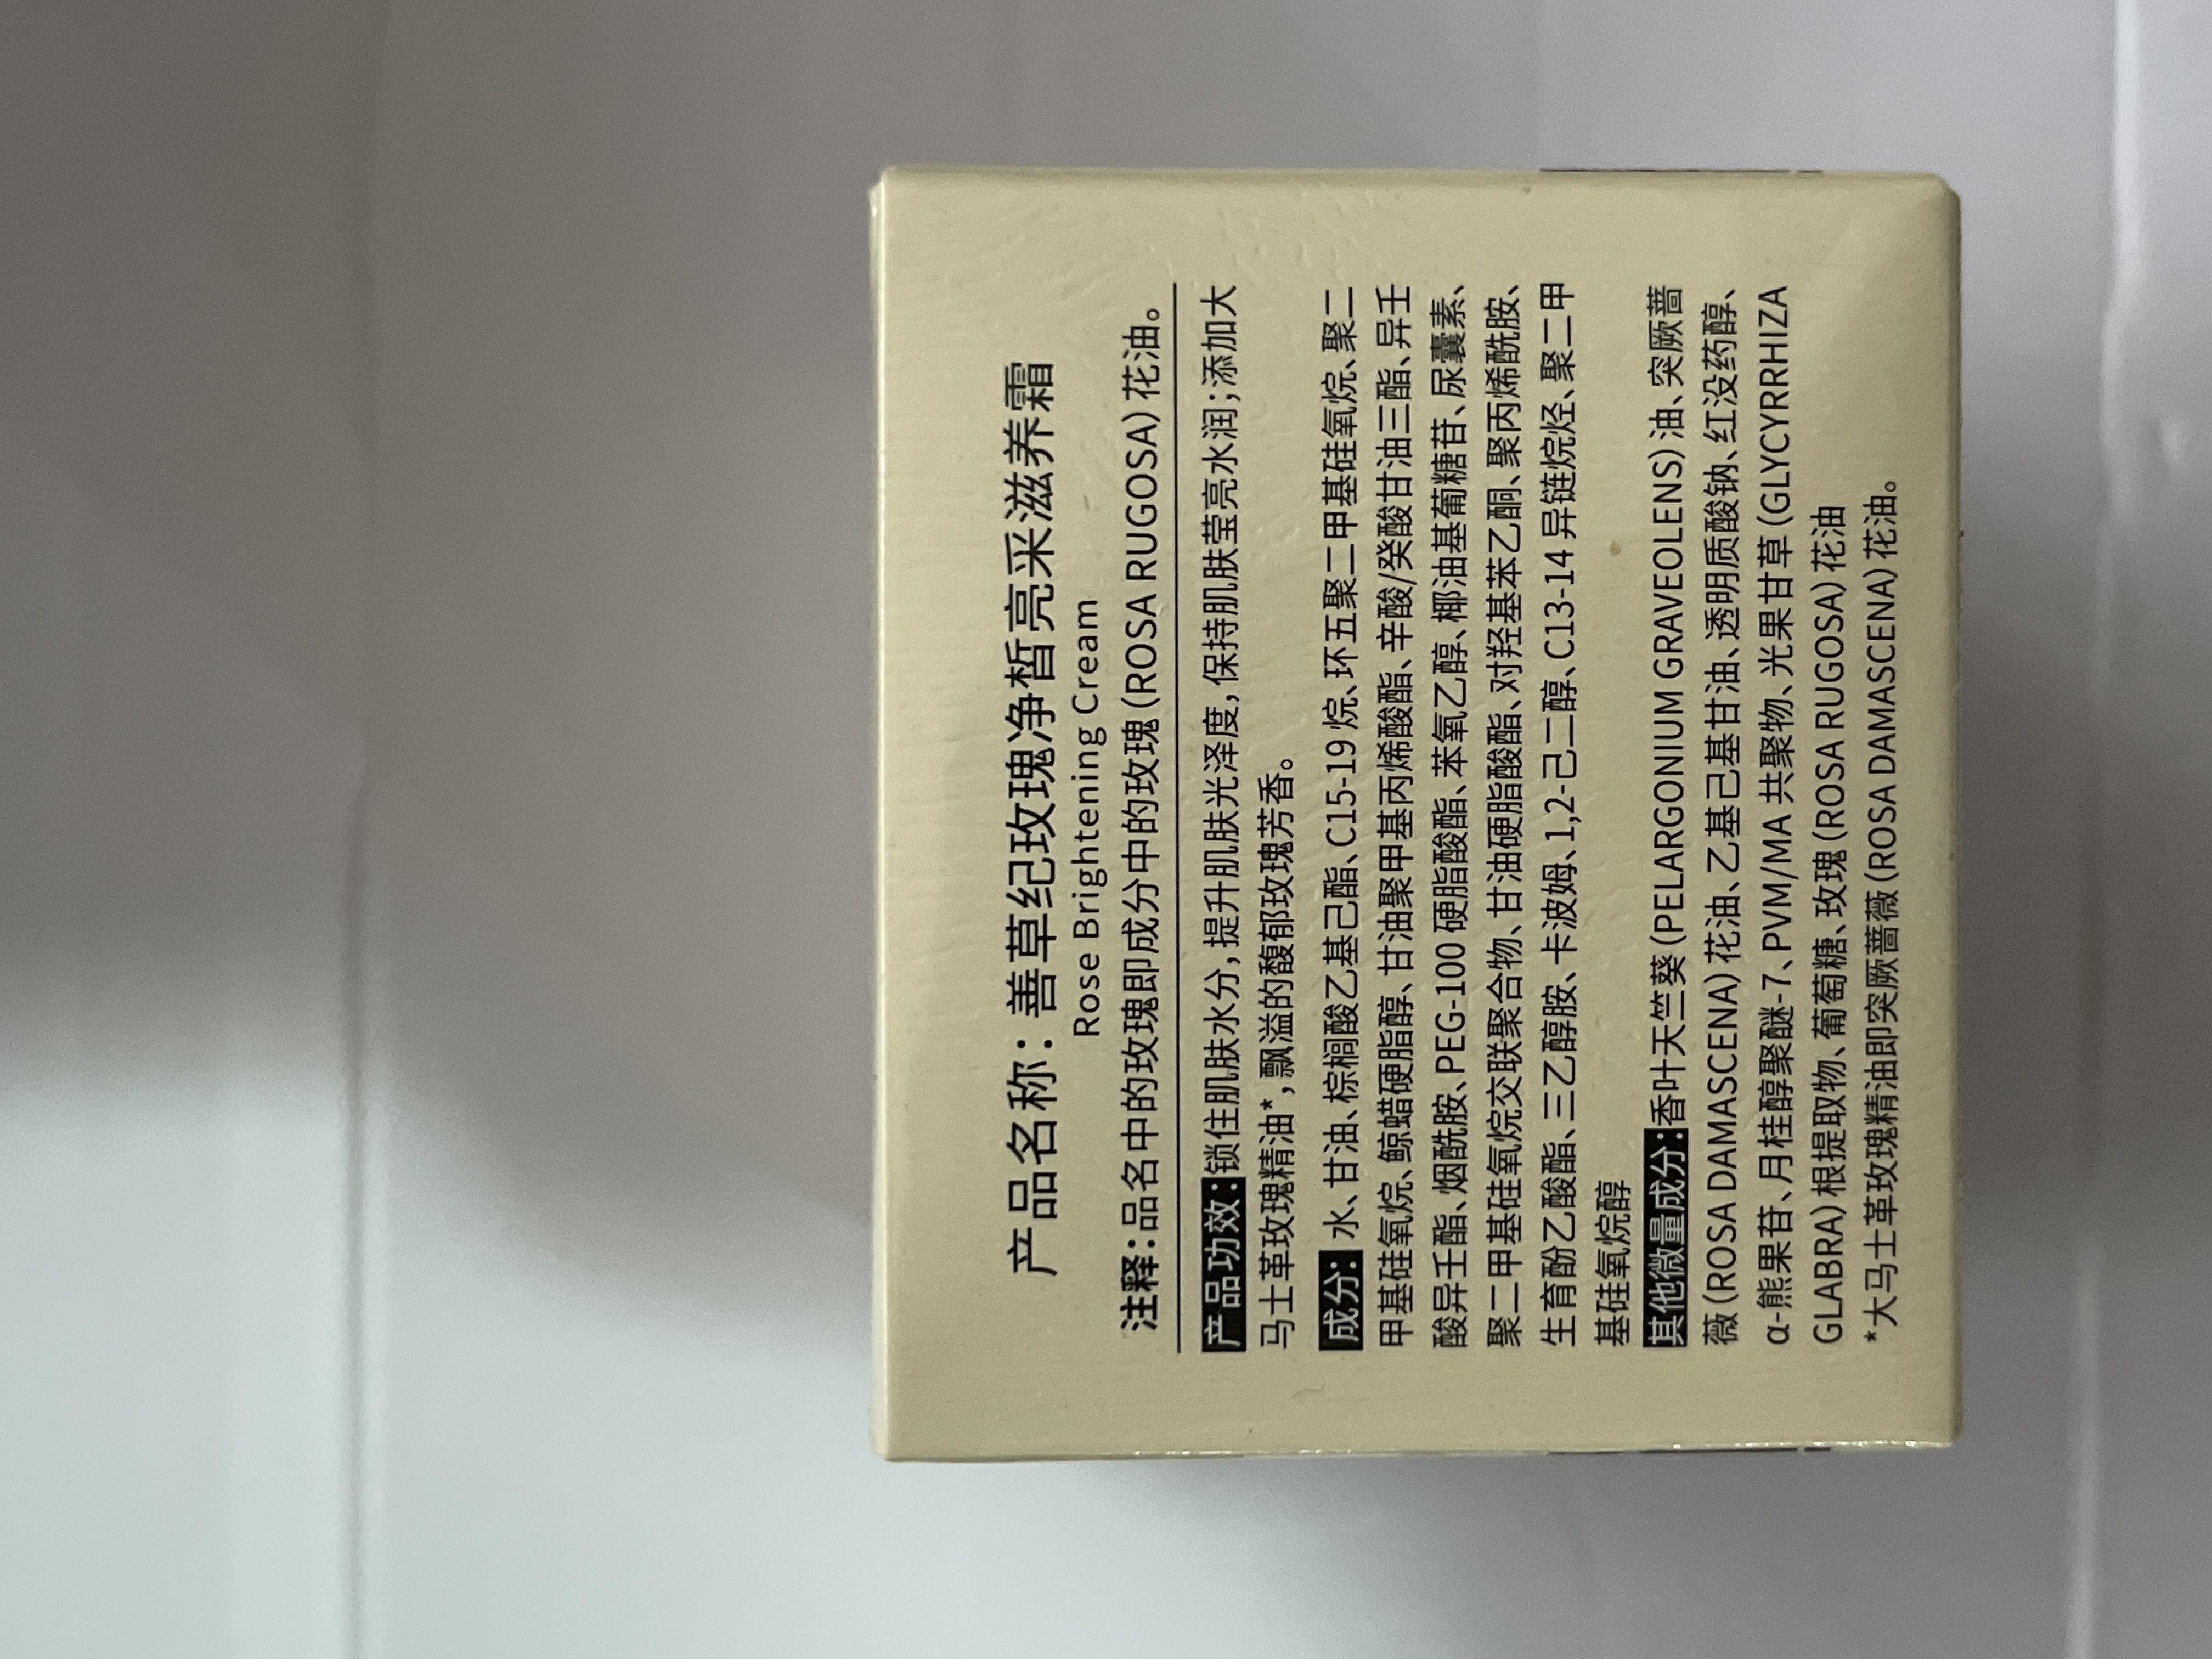 产品名称：善草纪玫瑰净皙亮采滋养霜
Rose Brightening Cream
注释：品名中的玫瑰即成分中的玫瑰（ROSA RUGOSA）花油。
产品功效：锁住肌肤水分，提升肌肤光泽度，保持肌肤莹亮水润；添加大
马士革玫瑰精油*，飘溢的馥郁玫瑰芳香。
成分：水、甘油、棕榈酸乙基己酯、C15-19 烷、环五聚二甲基硅氧烷、聚二
甲基硅氧烷、鲸蜡硬脂醇、甘油聚甲基丙烯酸酯、辛酸/癸酸甘油三酯、异壬
酸异壬酯、烟酰胺、PEG-100 硬脂酸酯、苯氧乙醇、椰油基葡糖苷、尿囊素、
聚二甲基硅氧烷交联聚合物、甘油硬脂酸酯、对羟基苯乙酮、聚丙烯酰胺、
生育酚乙酸酯、三乙醇胺、卡波姆、1,2-己二醇、C13-14 异链烷烃、聚二甲
基硅氧烷醇
其他微量成分：香叶天竺葵（PELARGONIUM GRAVEOLENS）油、突厥蔷
薇（ROSA DAMASCENA）花油、乙基己基甘油、透明质酸钠、红没药醇、
α-熊果苷、月桂醇聚醚-7、PVM/MA 共聚物、光果甘草（GLYCYRRHIZA
GLABRA）根提取物、葡萄糖、玫瑰（ROSA RUGOSA）花油
*大马士革玫瑰精油即突厥蔷薇（ROSA DAMASCENA）花油。